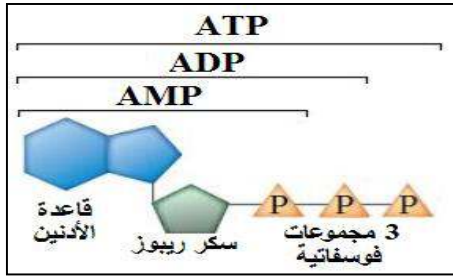 ATP
ADP
AMP
P P P
قاعدة
الأدنين
سكر ريبوز
3 مجموعات
فوسفاتية